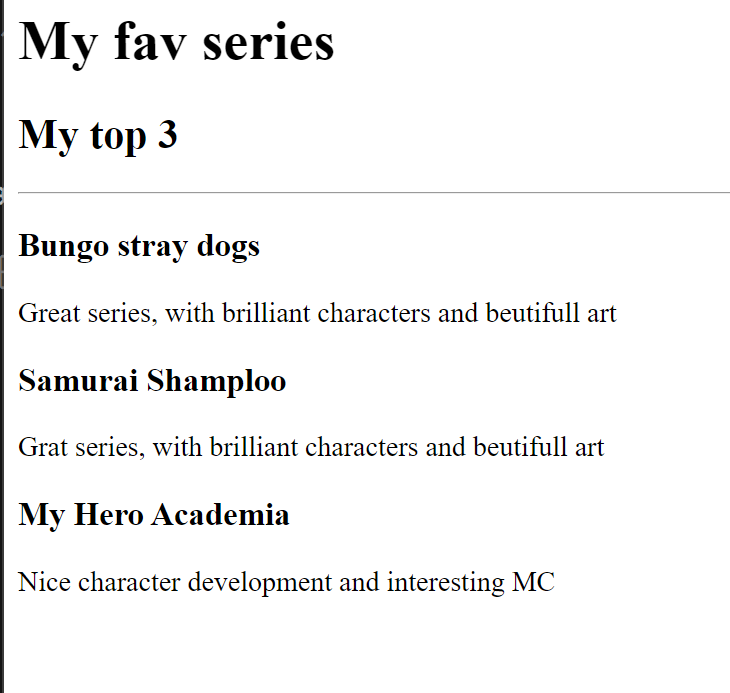 My fav series
My top 3
Bungo stray dogs
Great series, with brilliant characters and beutifull art
Samurai Shamploo
Grat series, with brilliant characters and beutifull art
My Hero Academia
Nice character development and interesting MC